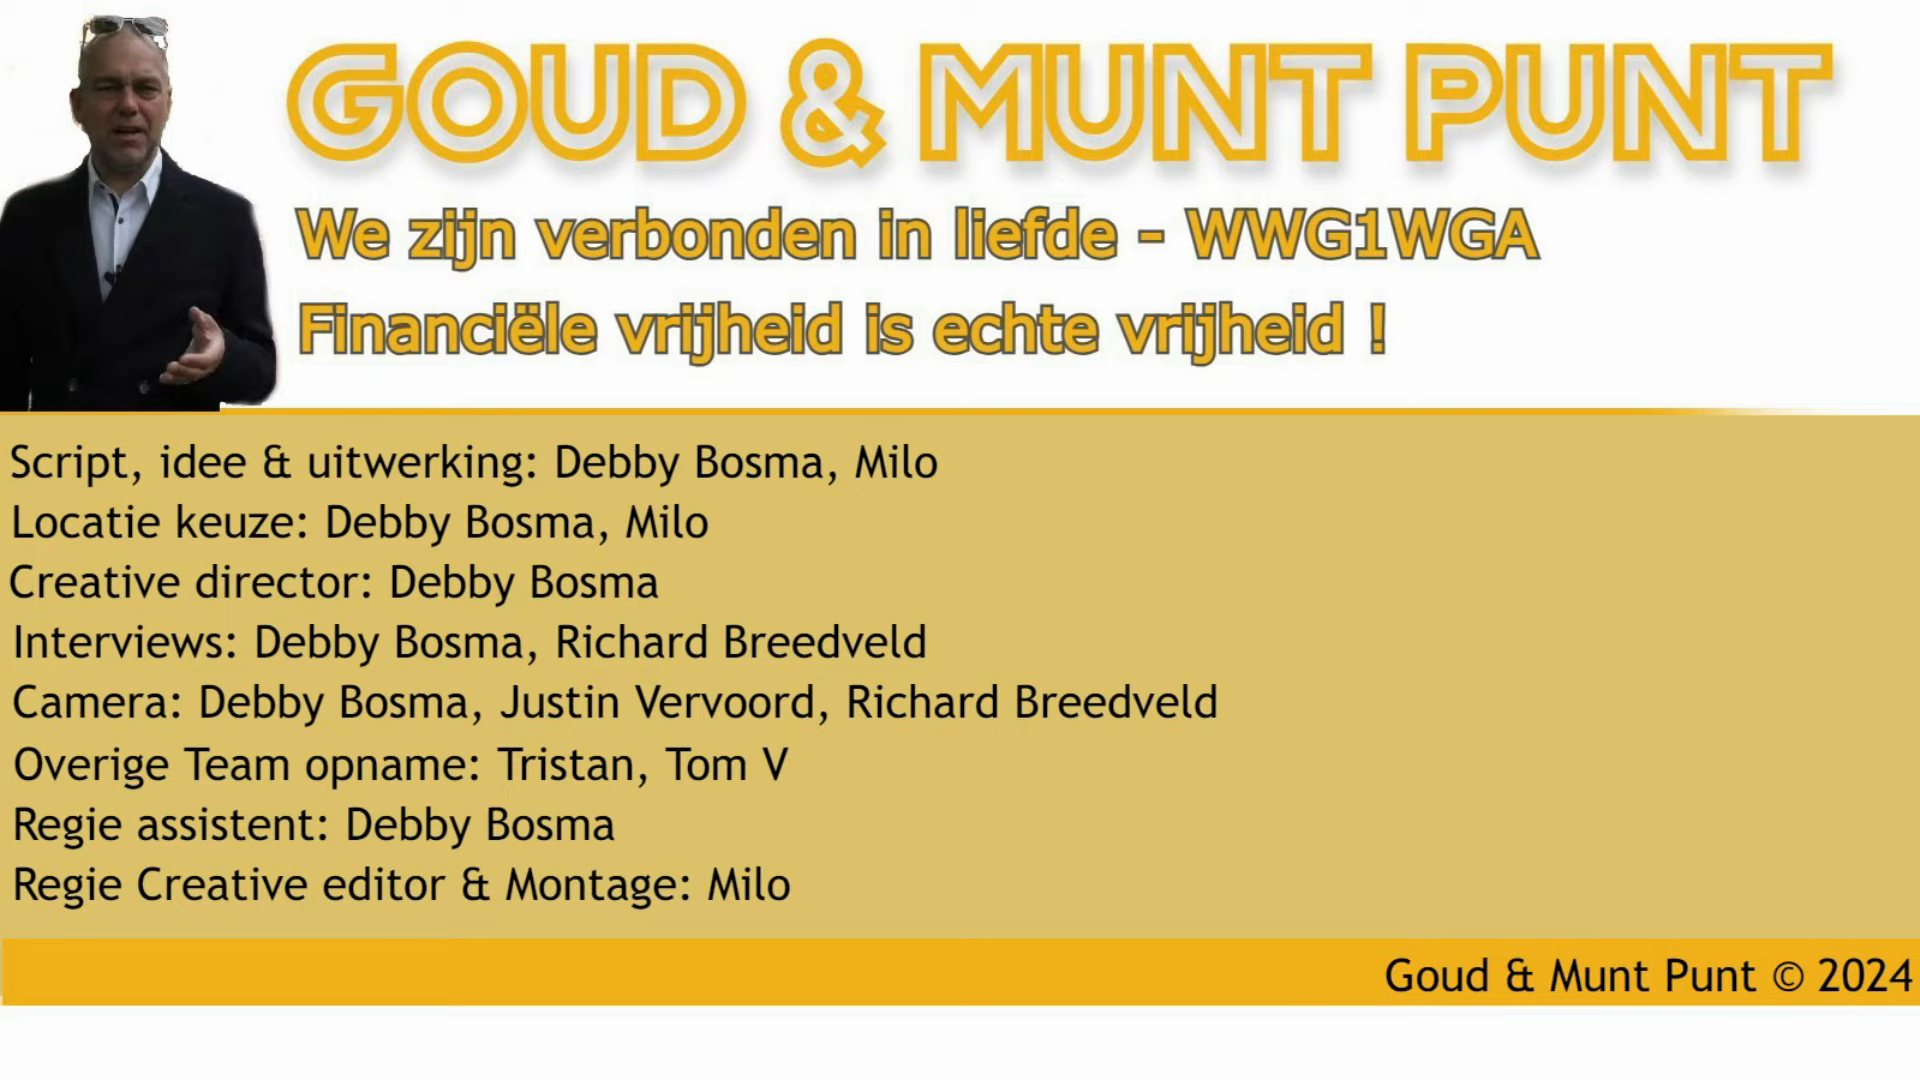 GOUD & MUNT PUNT
We zijn verbonden in liefde - WWG1WGA
Financiële vrijheid is echte vrijheid !
Script, idee & uitwerking: Debby Bosma, Milo
Locatie keuze: Debby Bosma, Milo
Creative director: Debby Bosma
Interviews: Debby Bosma, Richard Breedveld
Camera: Debby Bosma, Justin Vervoord, Richard Breedveld
Overige Team opname: Tristan, Tom V
Regie assistent: Debby Bosma
Regie Creative editor & Montage: Milo
Goud & Munt Punt © 2024